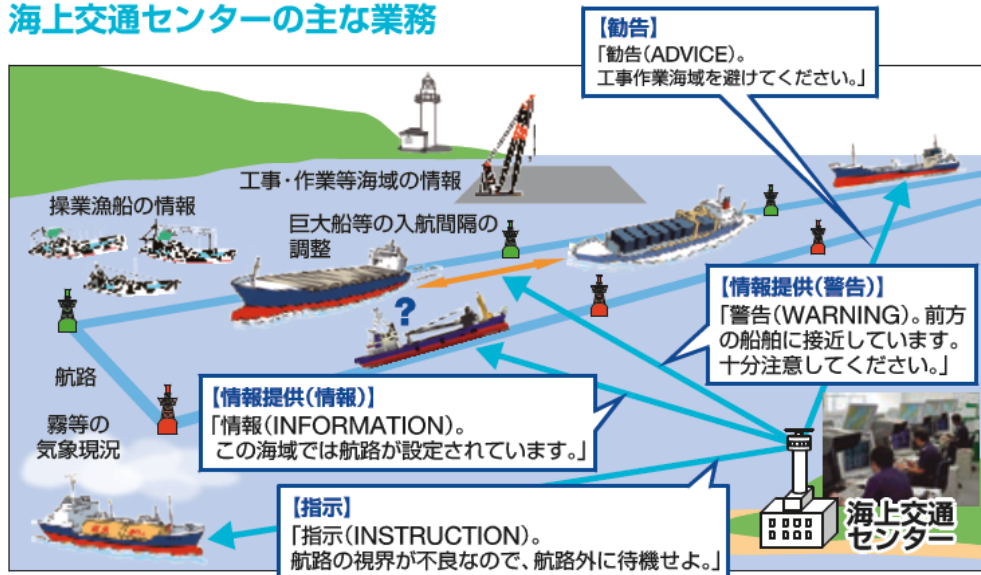 海上交通センターの主な業務
【勧告】
「勧告(ADVICE)。
工事作業海域を避けてください。」
工事・作業等海域の情報
操業漁船の情報
巨大船等の入航間隔の
調整
?
【情報提供(警告)】
「警告(WARNING)。前方
の船舶に接近しています。
十分注意してください。」
航路
【情報提供(情報)】
「情報(INFORMATION)。
この海域では航路が設定されています。」
霧等の
気象現況
【指示】
「指示(INSTRUCTION)。
航路の視界が不良なので、航路外に待機せよ。」
海上交通
センター